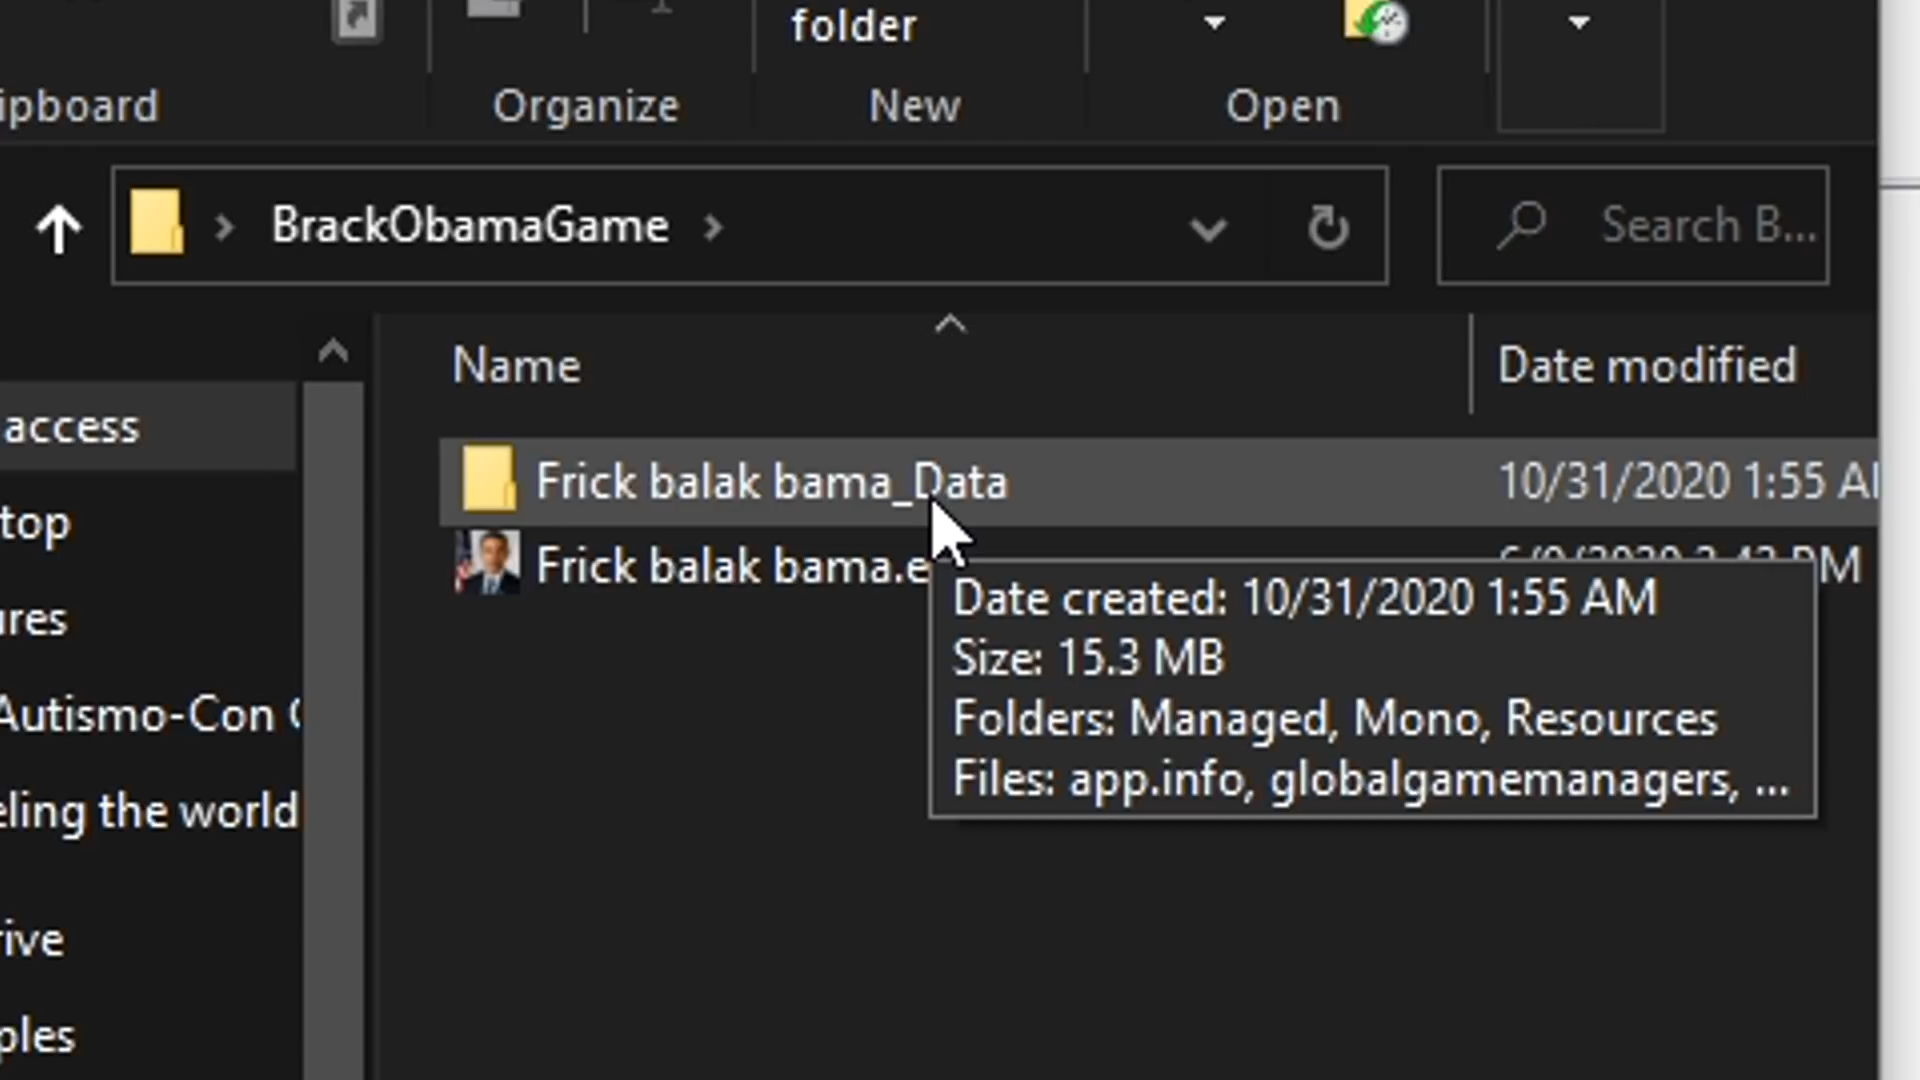 folder
ipboard
Organize
New
Open
BrackObamaGame
Search B...
Name
Date modified
access
Frick balak bama_Data
10/31/2020 1:55 A
top
Frick balak bama.e
PM
Date created: 10/31/2020 1:55 AM
ures
Size: 15.3 MB
Autismo-Con
Folders: Managed, Mono, Resources
Files: app.info, globalgamemanagers, ...
eling the world
rive
ples